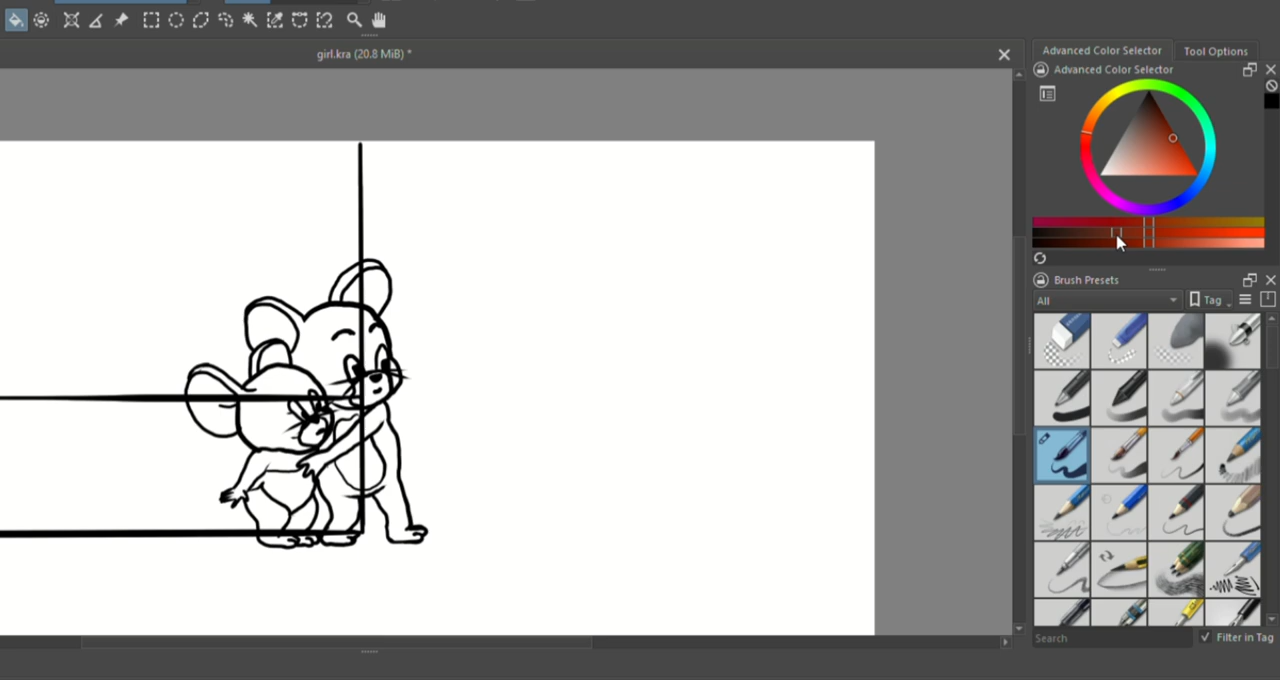 girl.kra (20.8 MiB) *
Advanced Color Selector
Tool Options
Advanced Color Selector
Brush Presets
All
Tag
Search
Filter in Tag